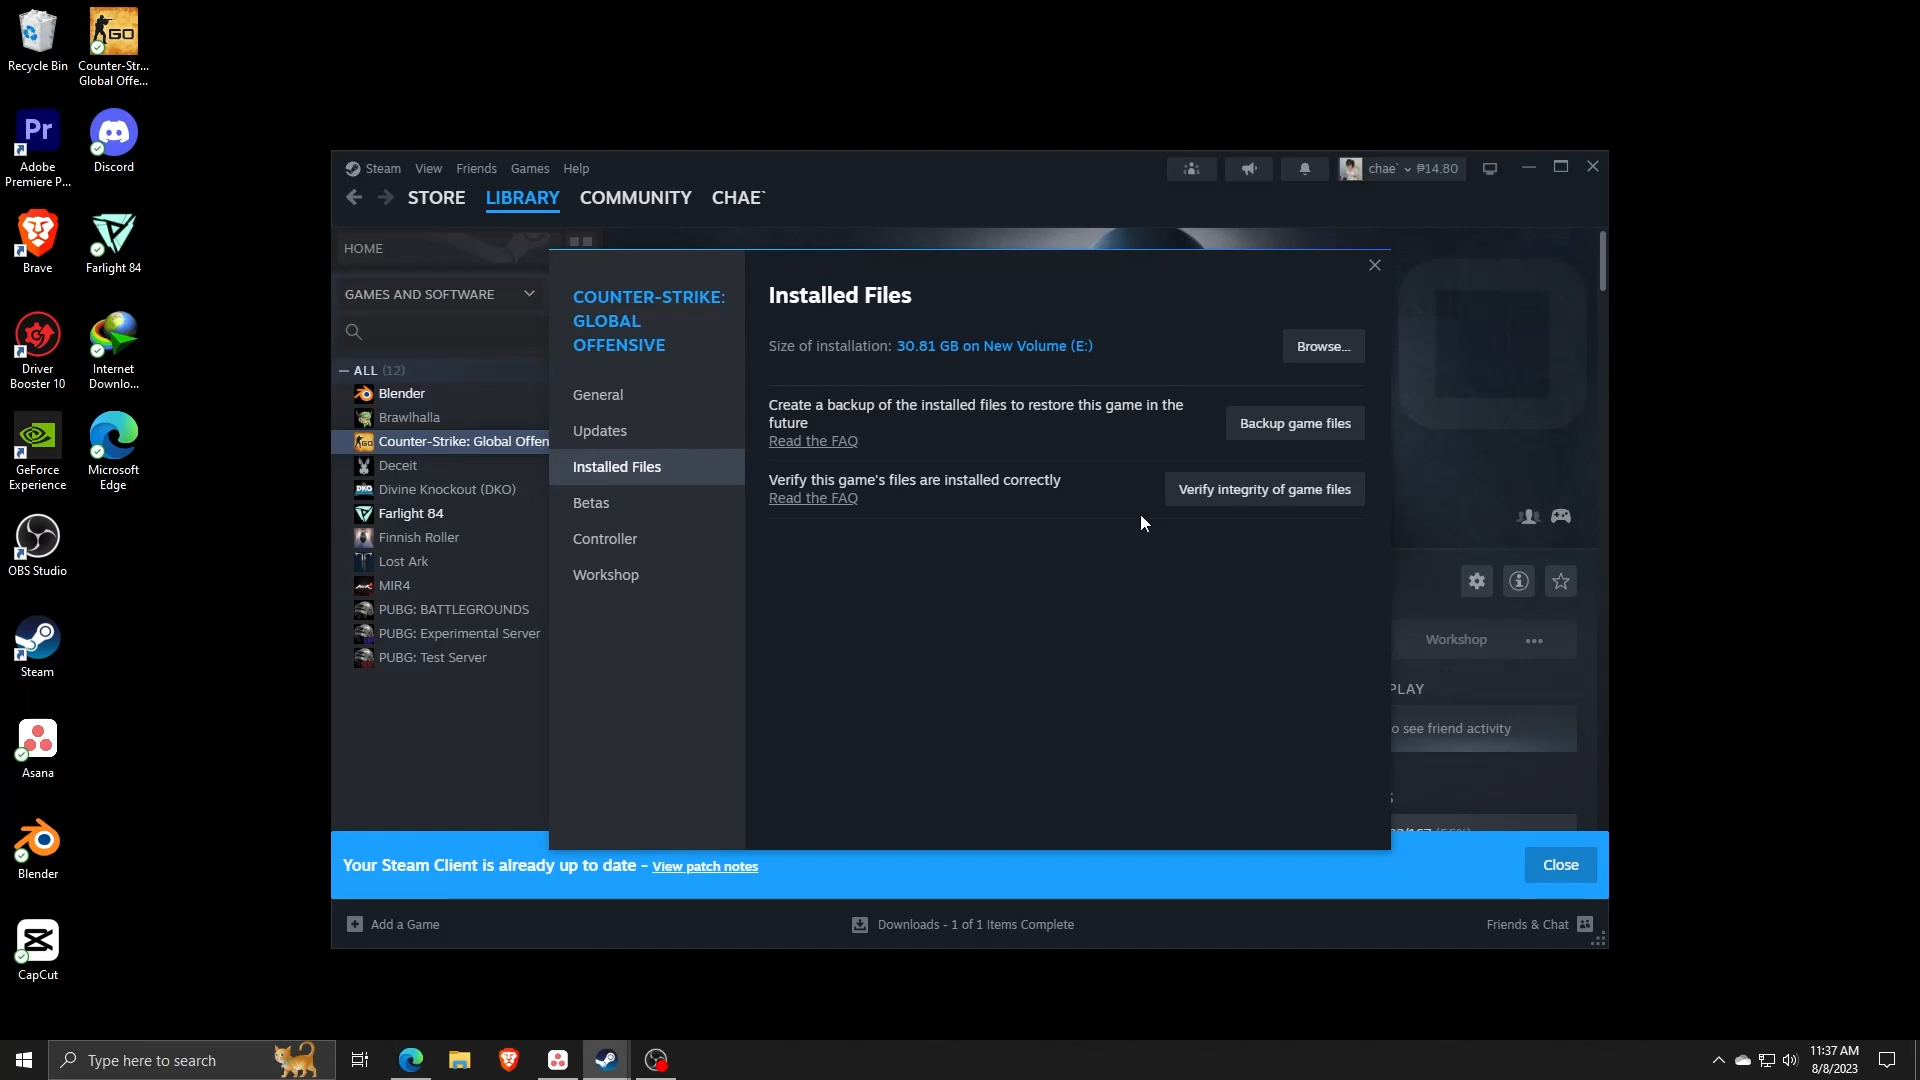 Recycle Bin
Counter-Str...
Global Offe...
GO
Pr
Adobe
Premiere P...
Discord
Brave
Farlight 84
Driver
Booster 10
Internet
Downlo...
GeForce
Experience
Microsoft
Edge
OBS Studio
Steam
Asana
Blender
CapCut
Steam View Friends Games Help
chae` ₱14.80
STORE LIBRARY COMMUNITY CHAE`
HOME
GAMES AND SOFTWARE
ALL (12)
Blender
Brawlhalla
Counter-Strike: Global Offen
Deceit
DKO Divine Knockout (DKO)
Farlight 84
Finnish Roller
Lost Ark
MIR4
PUBG: BATTLEGROUNDS
PUBG: Experimental Server
PUBG: Test Server
COUNTER-STRIKE:
GLOBAL
OFFENSIVE
General
Updates
Installed Files
Betas
Controller
Workshop
Installed Files
Size of installation: 30.81 GB on New Volume (E:)
Browse...
Create a backup of the installed files to restore this game in the
future
Read the FAQ
Backup game files
Verify this game's files are installed correctly
Read the FAQ
Verify integrity of game files
Workshop
PLAY
o see friend activity
Your Steam Client is already up to date - View patch notes
Close
Add a Game
Downloads - 1 of 1 Items Complete
Friends & Chat
Type here to search
11:37 AM
8/8/2023